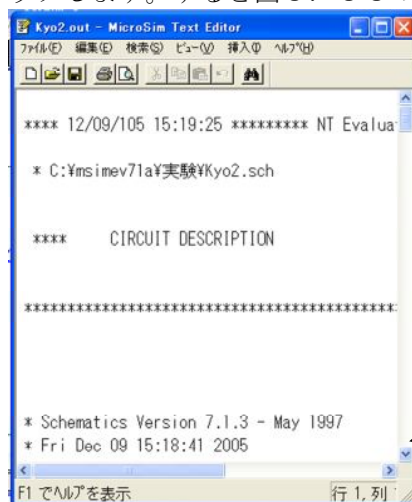 Kyo2.out - MicroSim Text Editor
ファイル(F) 編集(E) 検索(S) ビュー(V) 挿入(I) ヘルプ(H)
**** 12/09/105 15:19:25 ********* NT Evalua
* C:¥msimev71a¥実験¥Kyo2.sch
**** CIRCUIT DESCRIPTION
******************************************
* Schematics Version 7.1.3 - May 1997
* Fri Dec 09 15:18:41 2005
F1 でヘルプを表示 行 1, 列